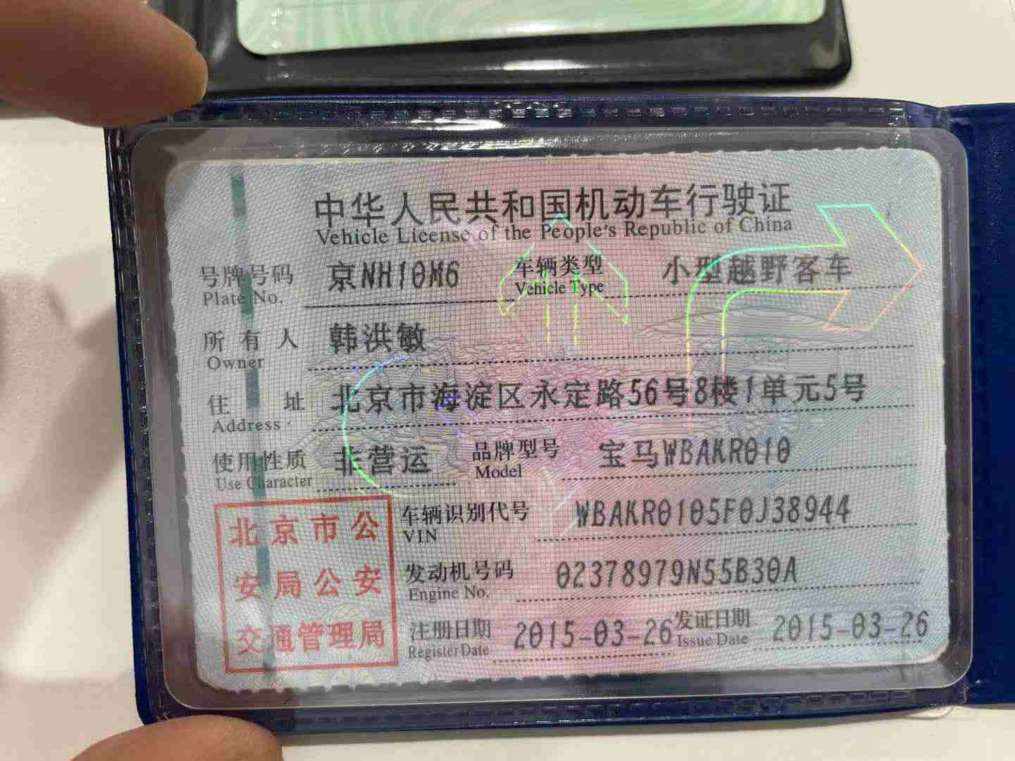 中华人民共和国机动车行驶证
Vehicle License of the People's Republic of China
号牌号码 京NH10M6 车辆类型 小型越野客车
Plate No. Vehicle Type
所有人 韩洪敏
Owner
住址 北京市海淀区永定路56号8楼1单元5号
Address
使用性质 非营运 品牌型号 宝马WBAKR010
Use Character Model
北京市公
安局公安
交通管理局
车辆识别代号 WBAKR0105F0J38944
VIN
发动机号码 02378979N55B30A
Engine No.
注册日期 2015-03-26 发证日期 2015-03-26
Register Date Issue Date